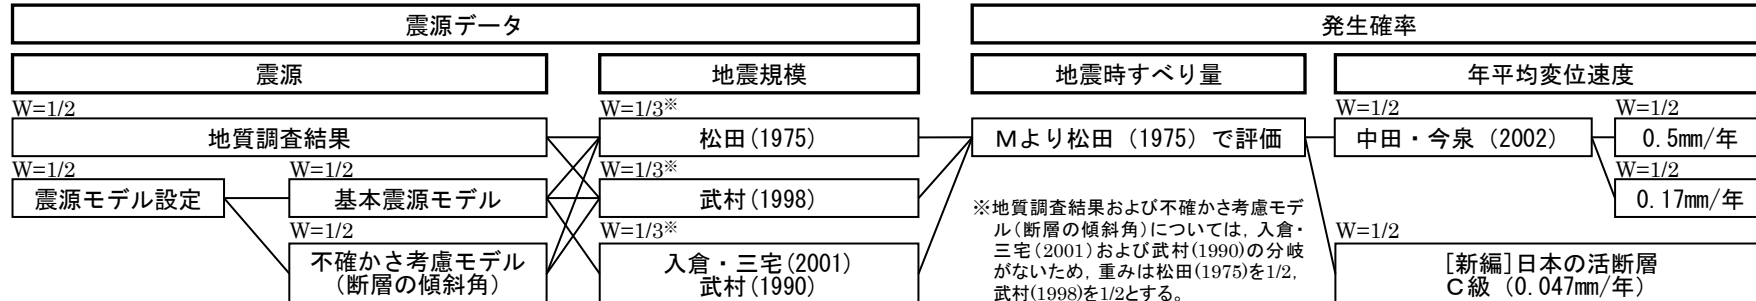 震源データ
発生確率
震源
地震規模
地震時すべり量
年平均変位速度
W=1/2
地質調査結果
W=1/2
震源モデル設定
W=1/2
基本震源モデル
W=1/2
不確かさ考慮モデル
(断層の傾斜角)
W=1/3※
松田(1975)
W=1/3※
武村(1998)
W=1/3※
入倉・三宅(2001)
武村(1990)
Mより松田（1975）で評価
※地質調査結果および不確かさ考慮モデ
ル(断層の傾斜角)については, 入倉・
三宅(2001)および武村(1990)の分岐
がないため, 重みは松田(1975)を1/2,
武村(1998)を1/2とする。
W=1/2
中田・今泉（2002）
W=1/2
0.5mm/年
W=1/2
0.17mm/年
W=1/2
[新編]日本の活断層
C級（0.047mm/年）